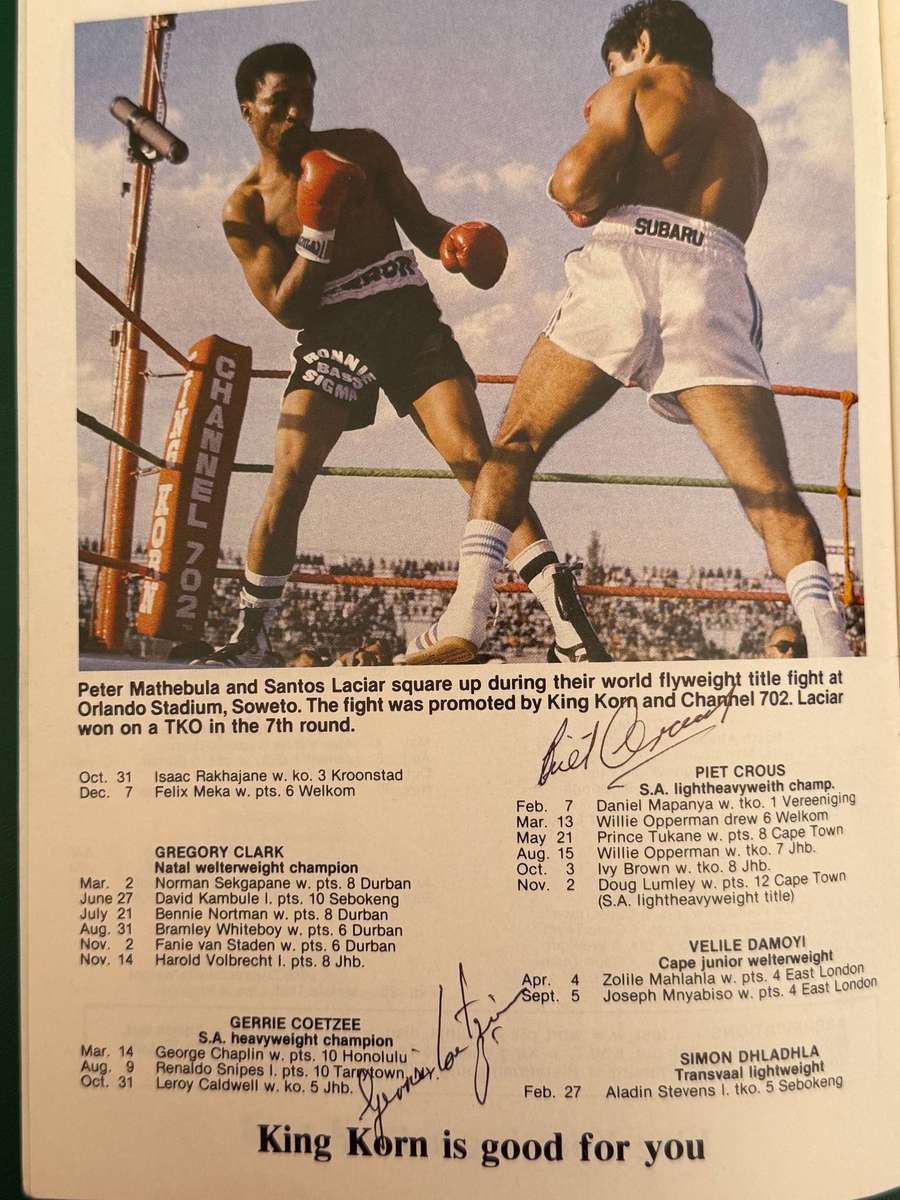 SUBARU
RONNIE
BASS
SIGMA
CHANNEL 702
KING KORN
Peter Mathebula and Santos Laciar square up during their world flyweight title fight at
Orlando Stadium, Soweto. The fight was promoted by King Korn and Channel 702. Laciar
won on a TKO in the 7th round.
Oct. 31 Isaac Rakhajane w. ko. 3 Kroonstad
Dec. 7 Felix Meka w. pts. 6 Welkom
GREGORY CLARK
Natal welterweight champion
Mar. 2 Norman Sekgapane w. pts. 8 Durban
June 27 David Kambule l. pts. 10 Sebokeng
July 21 Bennie Nortman w. pts. 8 Durban
Aug. 31 Bramley Whiteboy w. pts. 6 Durban
Nov. 2 Fanie van Staden w. pts. 6 Durban
Nov. 14 Harold Volbrecht l. pts. 8 Jhb.
GERRIE COETZEE
S.A. heavyweight champion
Mar. 14 George Chaplin w. pts. 10 Honolulu
Aug. 9 Renaldo Snipes l. pts. 10 Tarrytown
Oct. 31 Leroy Caldwell w. ko. 5 Jhb.
Piet Crous
PIET CROUS
S.A. lightheavyweith champ.
Feb. 7 Daniel Mapanya w. tko. 1 Vereeniging
Mar. 13 Willie Opperman drew 6 Welkom
May 21 Prince Tukane w. pts. 8 Cape Town
Aug. 15 Willie Opperman w. tko. 7 Jhb.
Oct. 3 Ivy Brown w. tko. 8 Jhb.
Nov. 2 Doug Lumley w. pts. 12 Cape Town
(S.A. lightheavyweight title)
VELILE DAMOYI
Cape junior welterweight
Apr. 4 Zolile Mahlahla w. pts. 4 East London
Sept. 5 Joseph Mnyabiso w. pts. 4 East London
SIMON DHLADHLA
Transvaal lightweight
Feb. 27 Aladin Stevens l. tko. 5 Sebokeng
King Korn is good for you